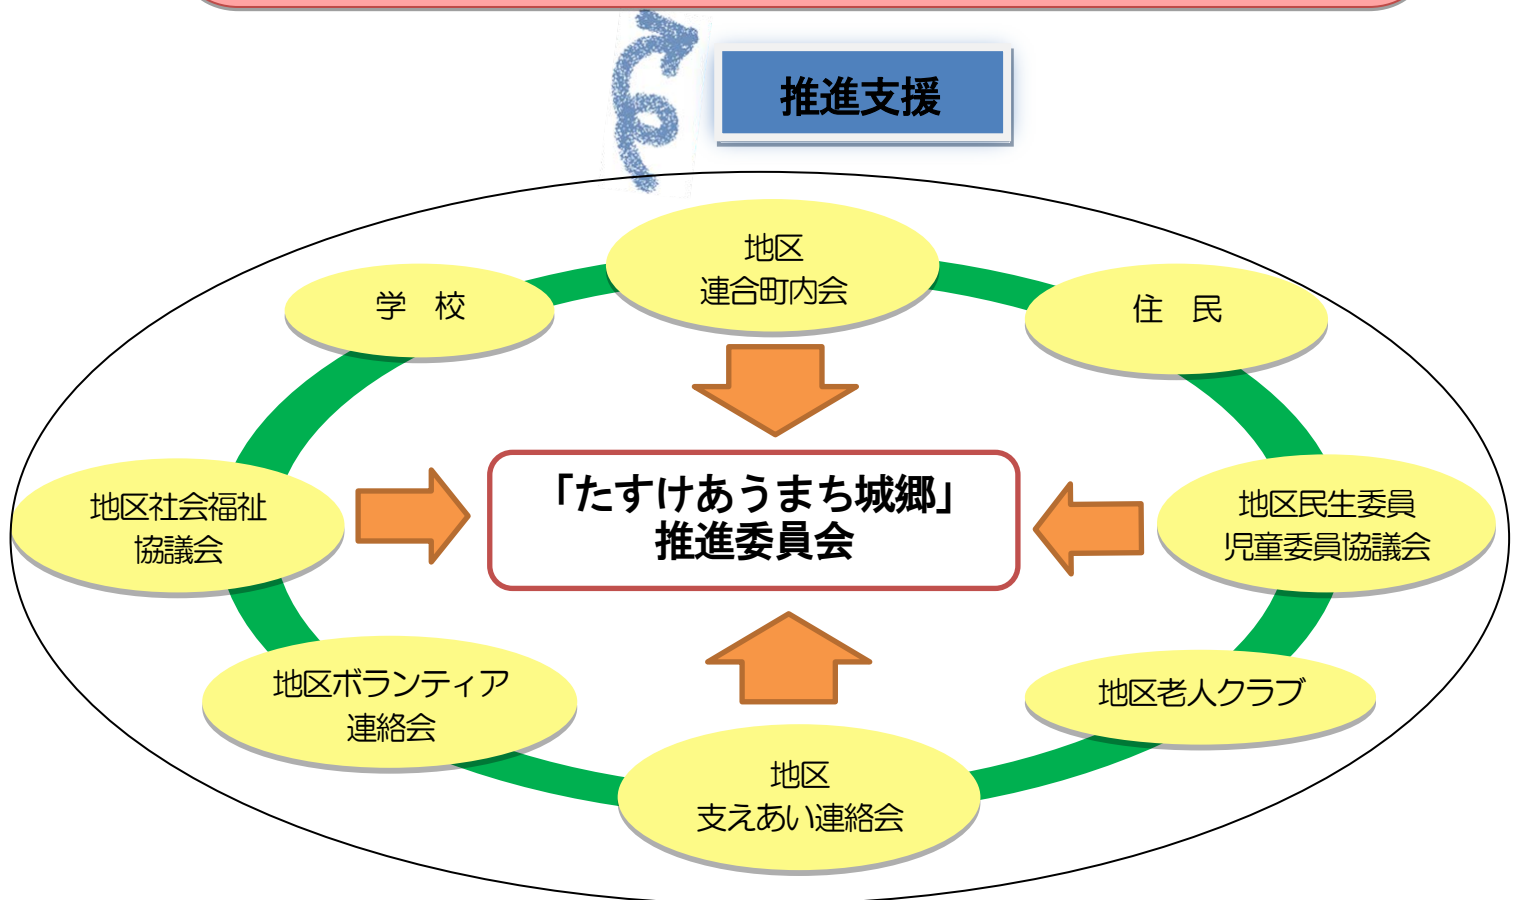 推進支援
地区
連合町内会
学　校
住　民
「たすけあうまち城郷」
推進委員会
地区社会福祉
協議会
地区民生委員
児童委員協議会
地区ボランティア
連絡会
地区老人クラブ
地区
支えあい連絡会